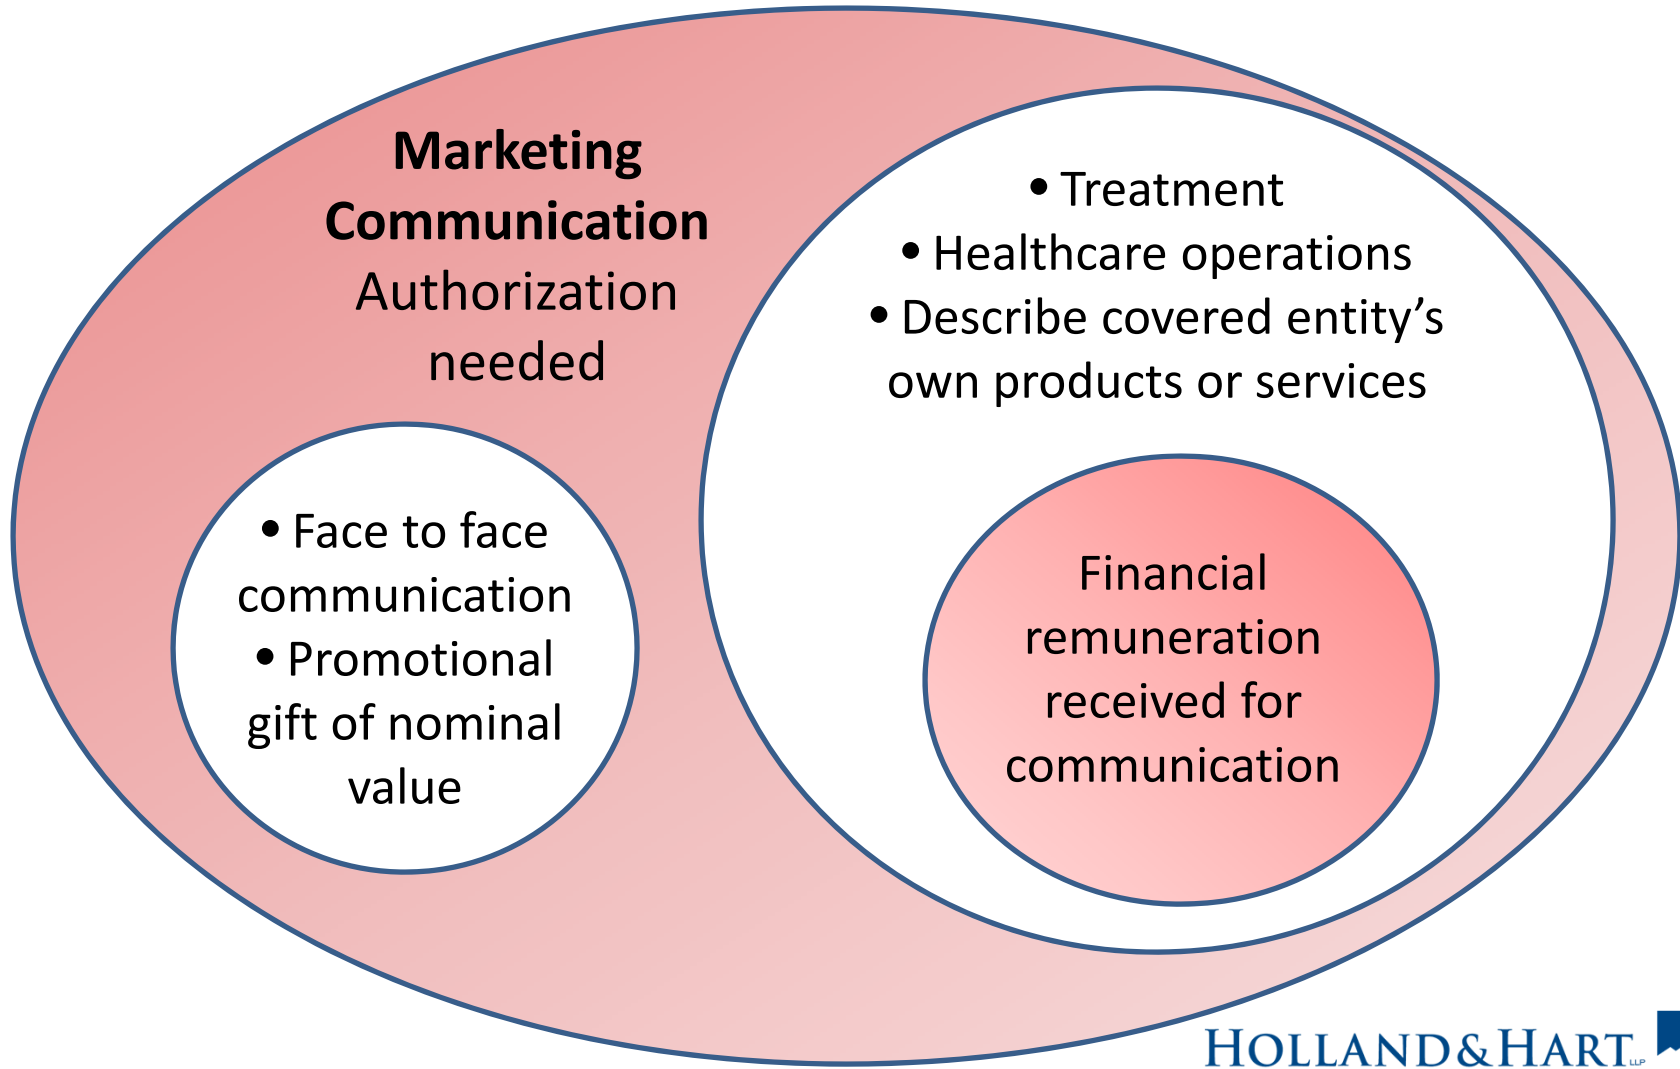 Marketing
Communication
Authorization
needed
• Treatment
• Healthcare operations
• Describe covered entity’s
own products or services
• Face to face
communication
• Promotional
gift of nominal
value
Financial
remuneration
received for
communication
HOLLAND&HART LLP